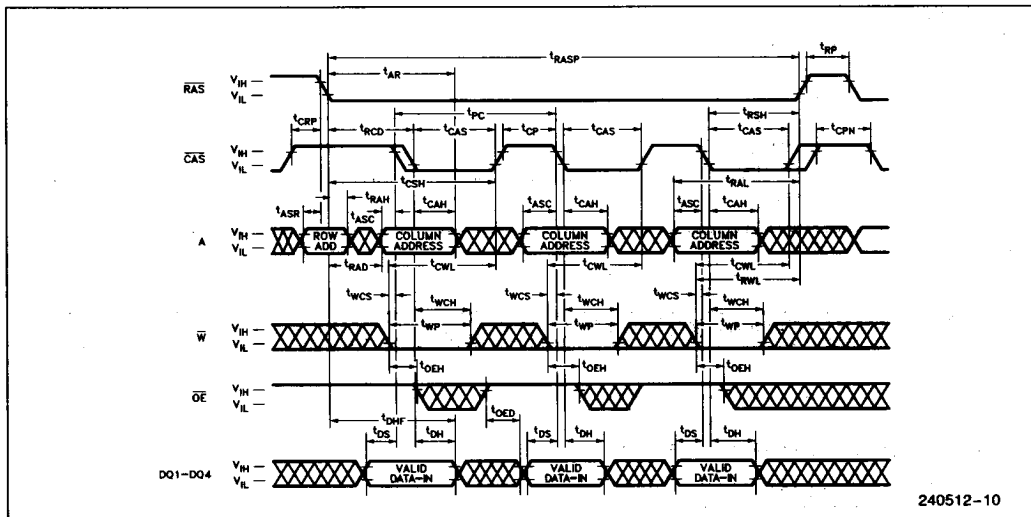 tRASP
tRP
tAR
RAS
VIH
VIL
tPC
tRSH
tCRP
tRCD
tCAS
tCP
tCAS
tCAS
tCPN
CAS
VIH
VIL
tCSH
tRAL
tRAH
tASR
tASC
tCAH
tASC
tCAH
tASC
tCAH
A
VIH
VIL
ROW ADD
COLUMN ADDRESS
COLUMN ADDRESS
COLUMN ADDRESS
tRAD
tCWL
tCWL
tCWL
tRWL
tWCS
tWCH
tWCS
tWCH
tWCS
tWCH
tWP
tWP
tWP
W
VIH
VIL
tOEH
tOEH
tOEH
OE
VIH
VIL
tDHF
tOED
tDS
tDH
tDS
tDH
tDS
tDH
DQ1-DQ4
VIH
VIL
VALID DATA-IN
VALID DATA-IN
VALID DATA-IN
240512-10